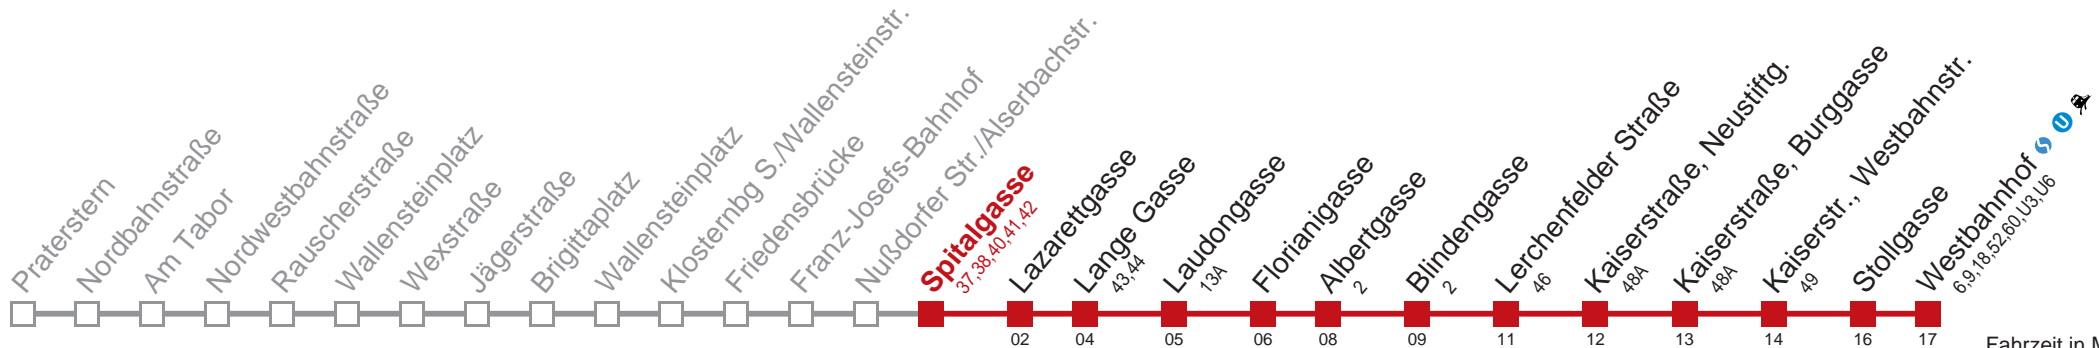 Praterstern
Nordbahnstraße
Am Tabor
Nordwestbahnstraße
Rauscherstraße
Wallensteinplatz
Wexstraße
Jägerstraße
Brigittaplatz
Wallensteinplatz
Klosternbg S./Wallensteinstr.
Friedensbrücke
Franz-Josefs-Bahnhof
Nußdorfer Str./Alserbachstr.
Spitalgasse
37,38,40,41,42
Lazarettgasse
02
Lange Gasse
43,44
04
Laudongasse
13A
05
Florianigasse
06
Albertgasse
2
08
Blindengasse
2
09
Lerchenfelder Straße
46
11
Kaiserstraße, Neustiftg.
48A
12
Kaiserstraße, Burggasse
48A
13
Kaiserstr., Westbahnstr.
49
14
Stollgasse
16
Westbahnhof S U
6,9,18,52,60,U3,U6
17
Fahrzeit in M